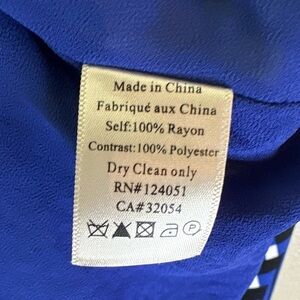 Made in China
Fabriqué aux China
Self:100% Rayon
Contrast:100% Polyester
Dry Clean only
RN#124051
CA#32054